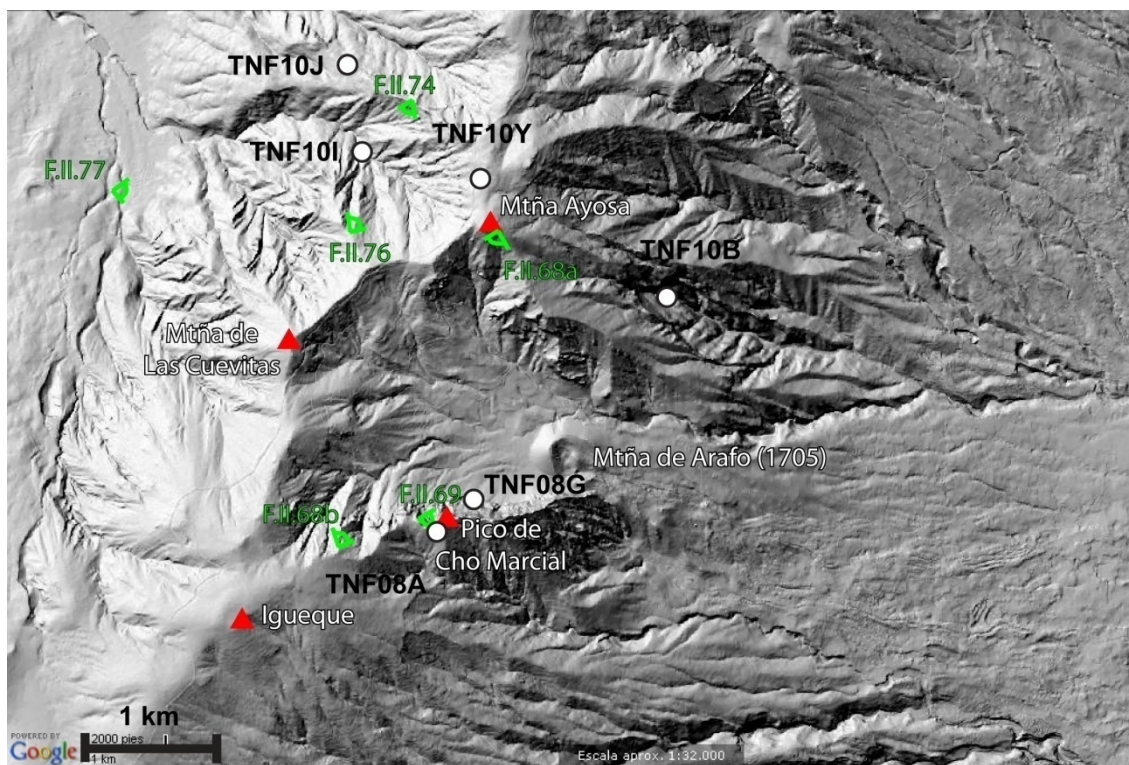 TNF10J
F.II.74
TNF10Y
TNF10I
F.II.77
Mtña Ayosa
F.II.76
F.II.68a
TNF10B
Mtña de
Las Cuevitas
Mtña de Arafo (1705)
TNF08G
F.II.69
F.II.68b
Pico de
Cho Marcial
TNF08A
Igueque
1 km
POWERED BY
Google
2000 pies
1 km
Escala aprox. 1:32.000